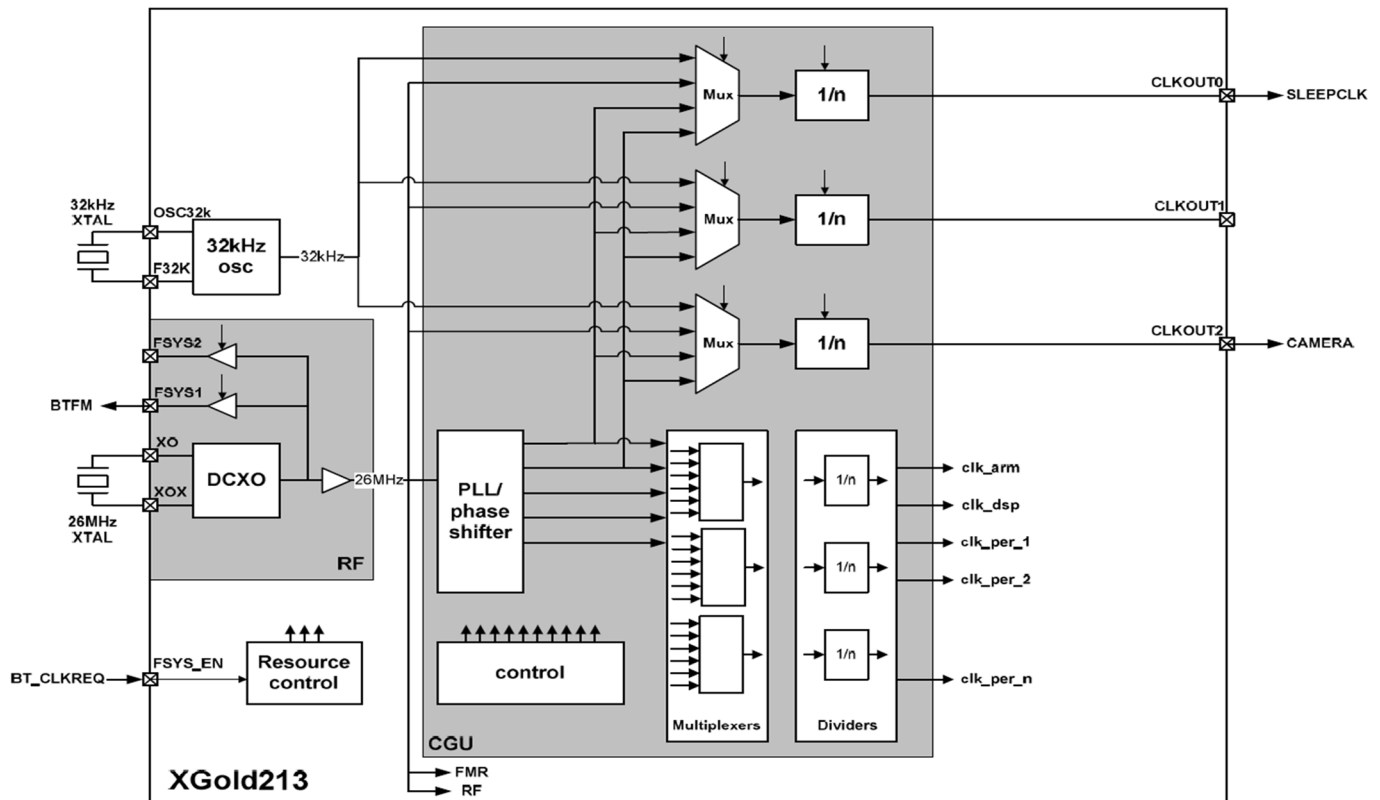 CLKOUT0
SLEEPCLK
Mux
1/n
32kHz
XTAL
OSC32k
F32K
32kHz
osc
32kHz
CLKOUT1
Mux
1/n
CLKOUT2
CAMERA
Mux
1/n
FSYS2
FSYS1
BTFM
XO
XOX
26MHz
XTAL
DCXO
26MHz
RF
PLL/
phase
shifter
1/n
1/n
1/n
clk_arm
clk_dsp
clk_per_1
clk_per_2
clk_per_n
BT_CLKREQ
FSYS_EN
Resource
control
control
Multiplexers
Dividers
CGU
XGold213
FMR
RF